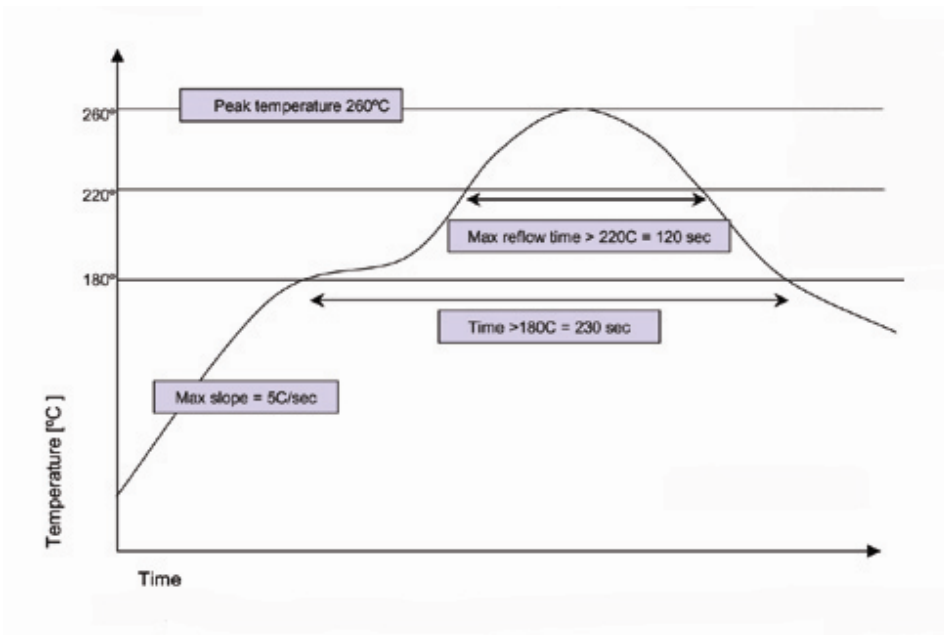 Peak temperature 260ºC
260º
220º
Max reflow time > 220C = 120 sec
180º
Time >180C = 230 sec
Max slope = 5C/sec
Temperature [ºC]
Time